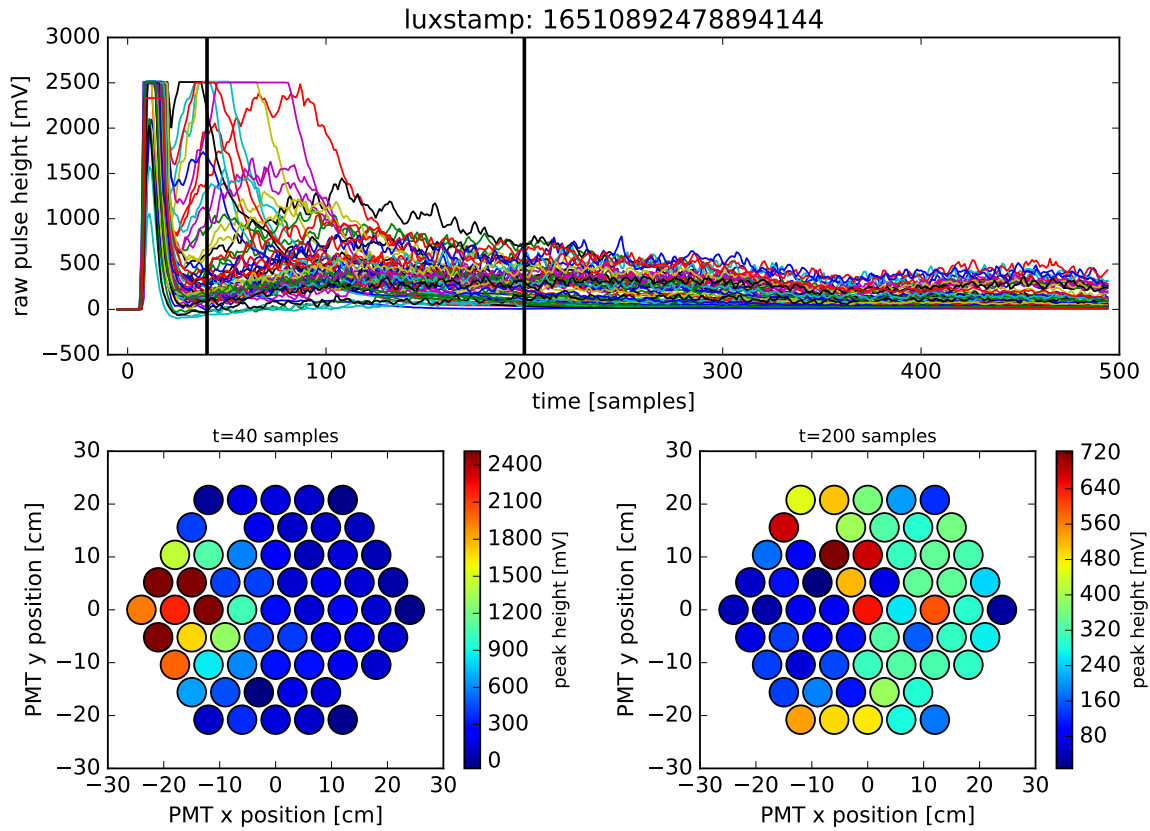 luxstamp: 16510892478894144
raw pulse height [mV]
3000
2500
2000
1500
1000
500
0
−500
0 100 200 300 400 500
time [samples]
t=40 samples
PMT y position [cm]
30
20
10
0
−10
−20
−30
−30 −20 −10 0 10 20 30
PMT x position [cm]
2400
2100
1800
1500
1200
900
600
300
0
peak height [mV]
t=200 samples
PMT y position [cm]
30
20
10
0
−10
−20
−30
−30 −20 −10 0 10 20 30
PMT x position [cm]
720
640
560
480
400
320
240
160
80
peak height [mV]